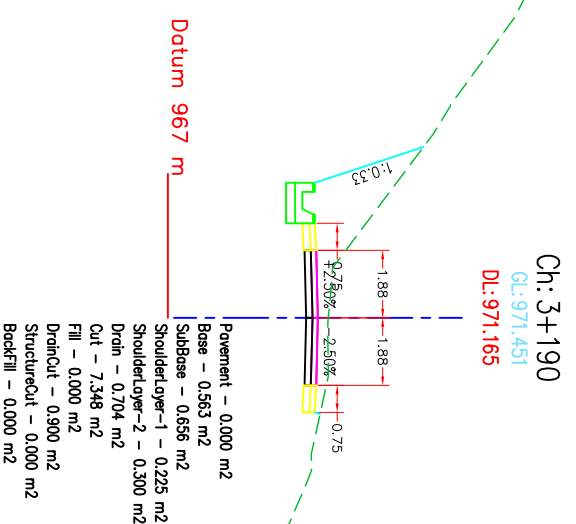 Ch: 3+190
GL:971.451
DL:971.165
1:0.33
0.75
1.88
1.88
0.75
+2.50%
-2.50%
Datum 967 m
Pavement - 0.000 m2
Base - 0.563 m2
SubBase - 0.656 m2
ShoulderLayer-1 - 0.225 m2
ShoulderLayer-2 - 0.300 m2
Drain - 0.704 m2
Cut - 7.348 m2
Fill - 0.000 m2
DrainCut - 0.900 m2
StructureCut - 0.000 m2
BackFill - 0.000 m2